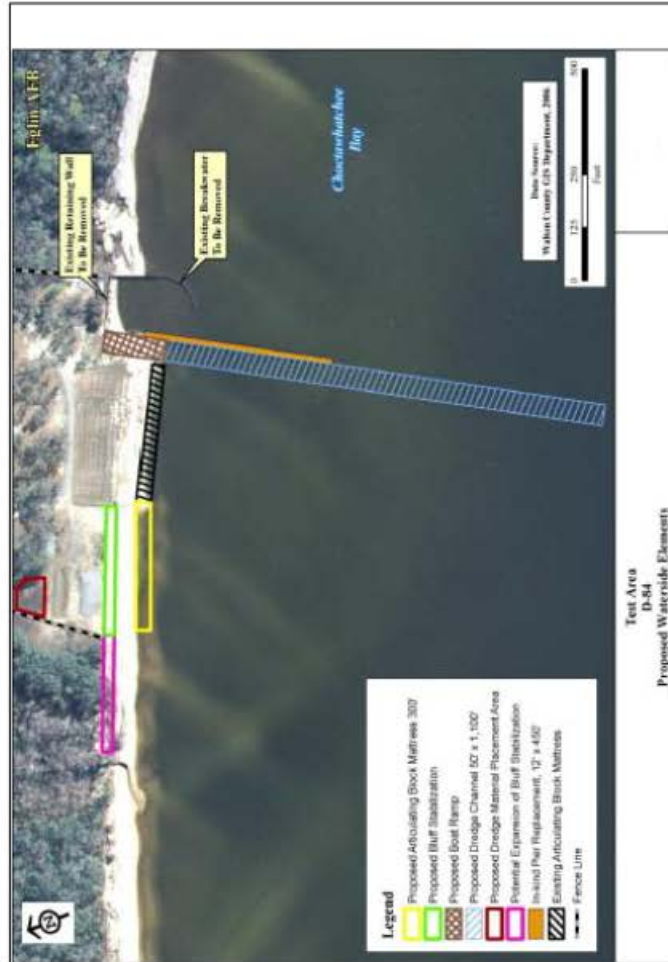 Eglin AFB
Existing Retaining Wall
To Be Removed
Existing Breakwater
To Be Removed
Choctawhatchee
Bay
Data Source:
Walton County GIS Department, 2006
0 125 250 500
Feet
N
Legend
Proposed Articulating Block Mattress 300'
Proposed Bluff Stabilization
Proposed Boat Ramp
Proposed Dredge Channel 50' x 1,100'
Proposed Dredge Material Placement Area
Potential Expansion of Bluff Stabilization
In-kind Pier Replacement, 12' x 450'
Existing Articulating Block Mattress
Fence Line
Test Area
D-84
Proposed Waterside Elements